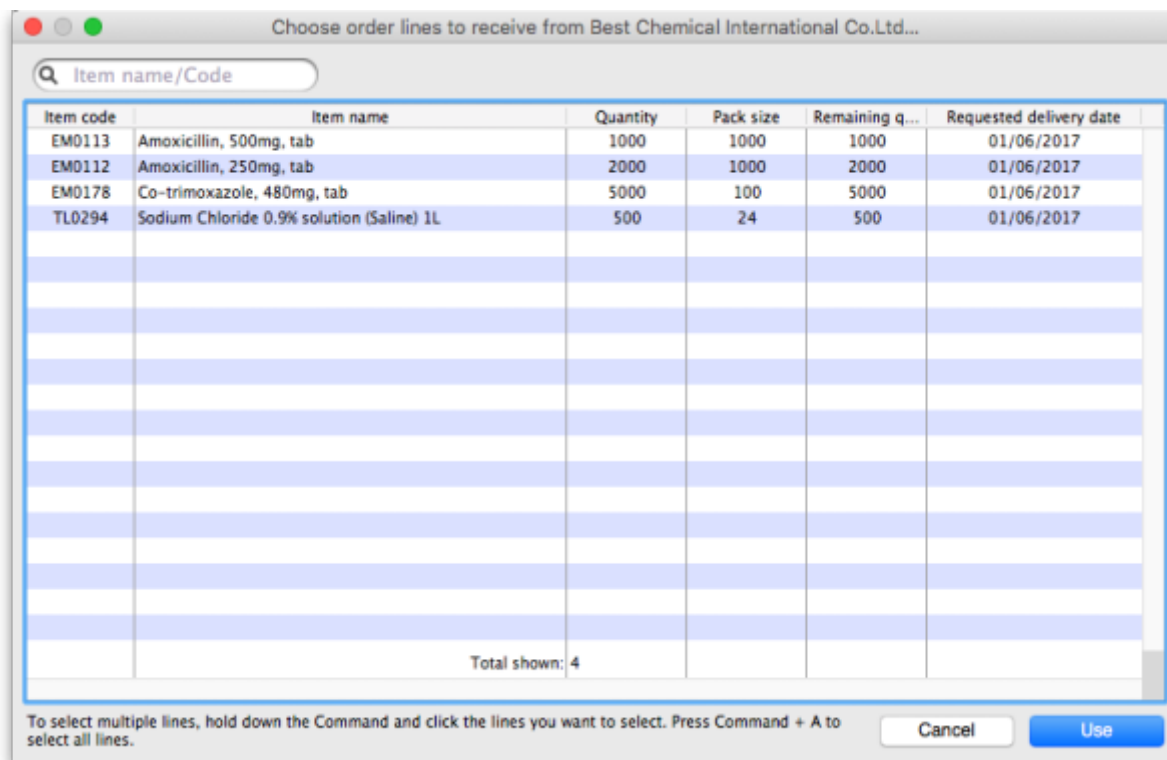 Choose order lines to receive from Best Chemical International Co.Ltd...
Item name/Code
Item code Item name Quantity Pack size Remaining q... Requested delivery date
EM0113 Amoxicillin, 500mg, tab 1000 1000 1000 01/06/2017
EM0112 Amoxicillin, 250mg, tab 2000 1000 2000 01/06/2017
EM0178 Co-trimoxazole, 480mg, tab 5000 100 5000 01/06/2017
TL0294 Sodium Chloride 0.9% solution (Saline) 1L 500 24 500 01/06/2017
Total shown: 4
To select multiple lines, hold down the Command and click the lines you want to select. Press Command + A to
select all lines.
Cancel Use